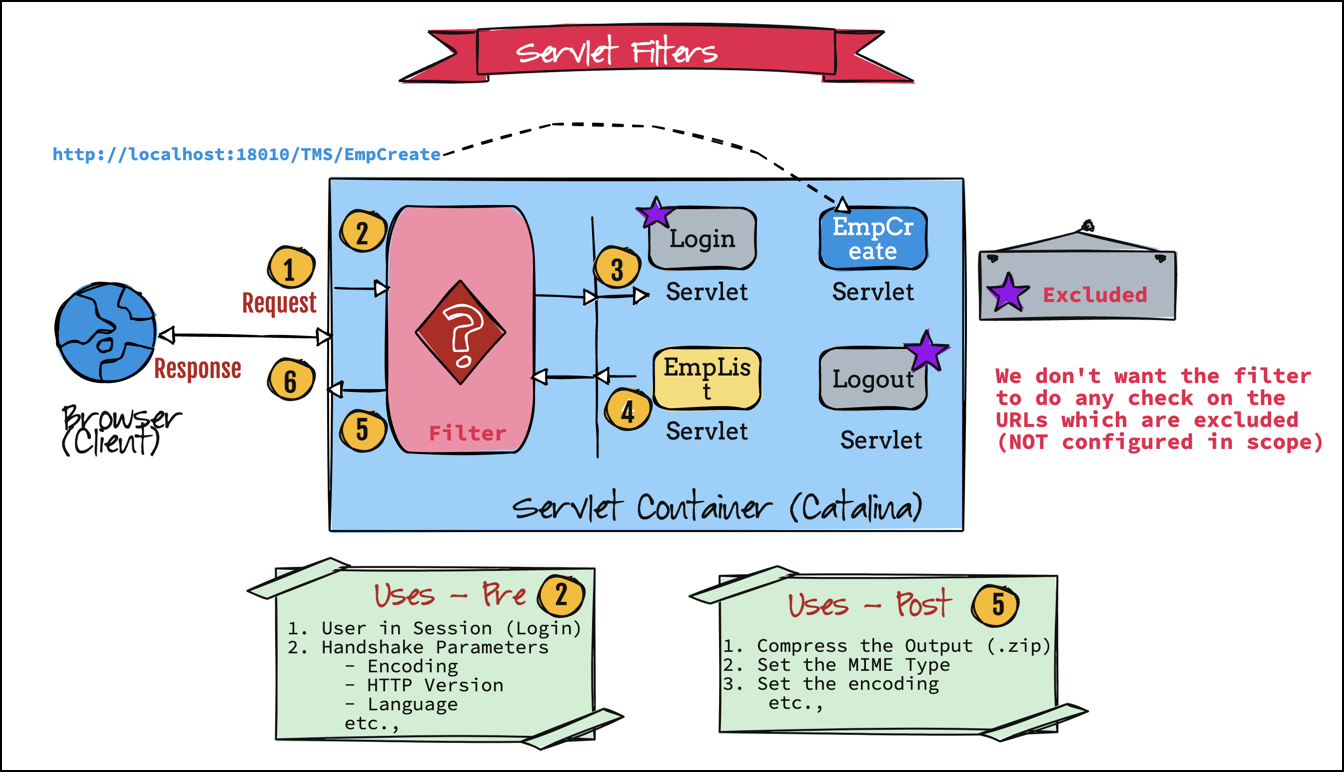 Servlet Filters
http://localhost:18010/TMS/EmpCreate
1
Request
Response
6
Browser
(Client)
2
5
Filter
3
4
Login
Servlet
EmpCr
eate
Servlet
EmpLis
t
Servlet
Logout
Servlet
Servlet Container (Catalina)
Excluded
We don't want the filter
to do any check on the
URLs which are excluded
(NOT configured in scope)
Uses - Pre 2
1. User in Session (Login)
2. Handshake Parameters
- Encoding
- HTTP Version
- Language
etc.,
Uses - Post 5
1. Compress the Output (.zip)
2. Set the MIME Type
3. Set the encoding
etc.,